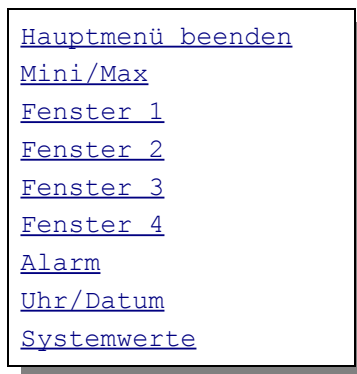 Hauptmenü beenden
Mini/Max
Fenster 1
Fenster 2
Fenster 3
Fenster 4
Alarm
Uhr/Datum
Systemwerte